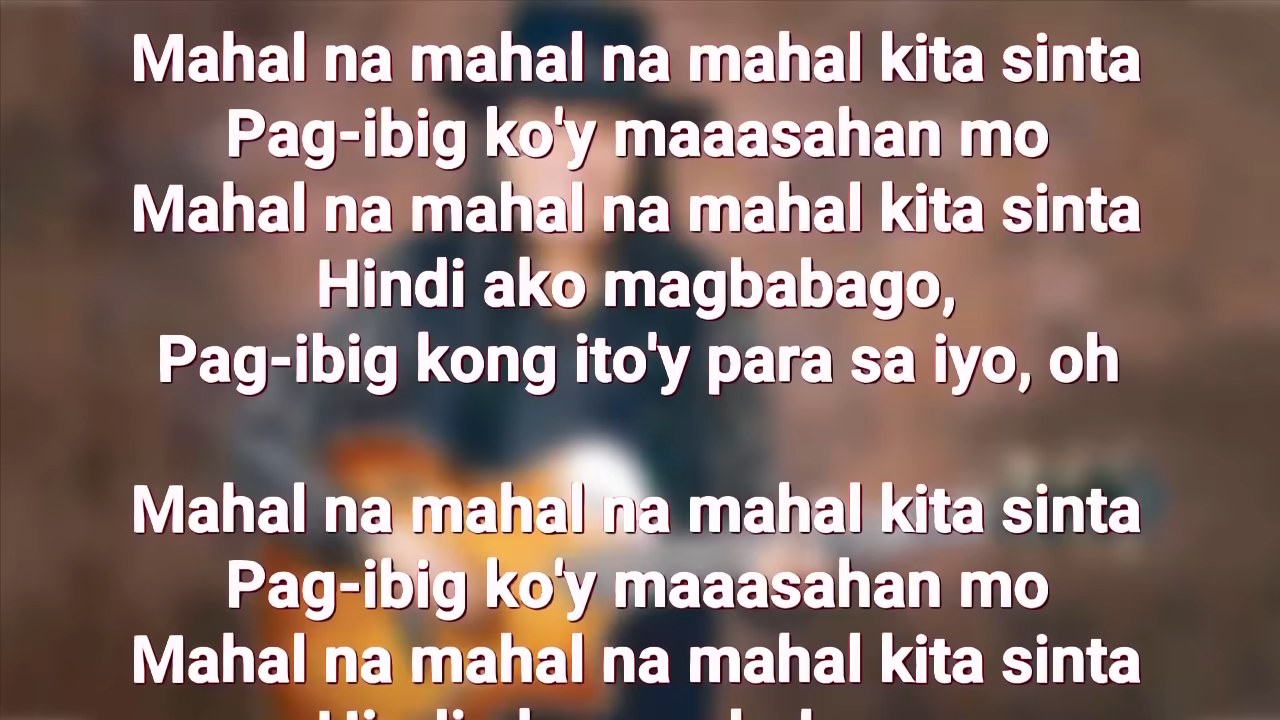 Mahal na mahal na mahal kita sinta
Pag-ibig ko'y maaasahan mo
Mahal na mahal na mahal kita sinta
Hindi ako magbabago,
Pag-ibig kong ito'y para sa iyo, oh
Mahal na mahal na mahal kita sinta
Pag-ibig ko'y maaasahan mo
Mahal na mahal na mahal kita sinta